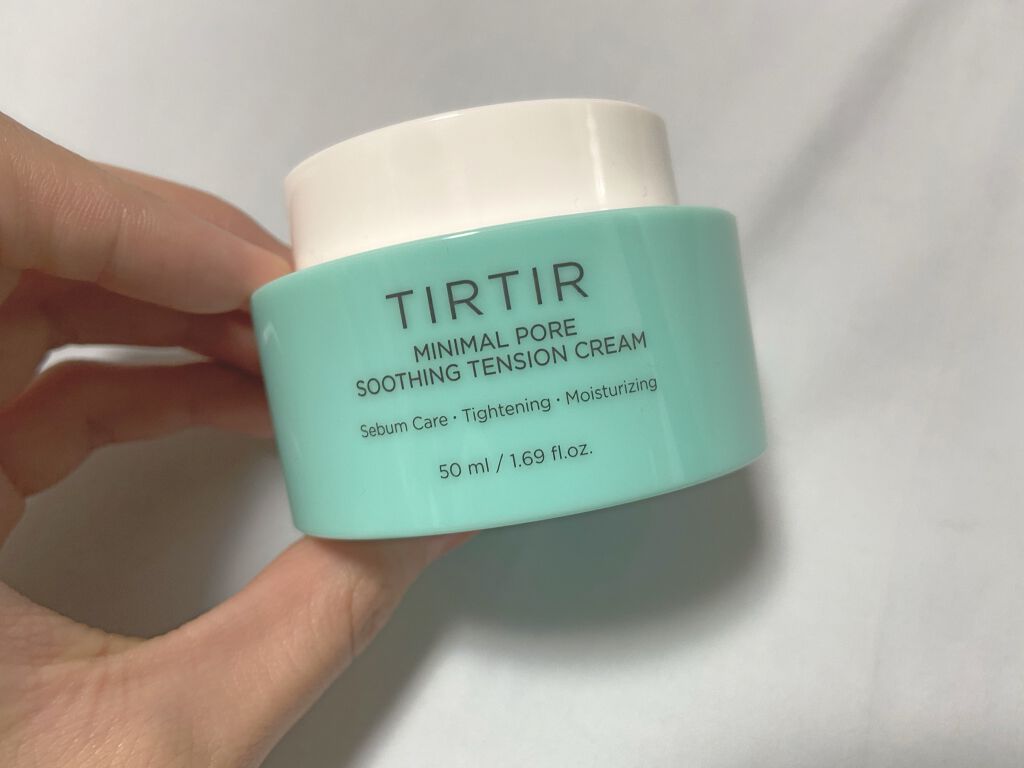 TIRTIR
MINIMAL PORE
SOOTHING TENSION CREAM
Sebum Care · Tightening · Moisturizing
50 ml / 1.69 fl.oz.